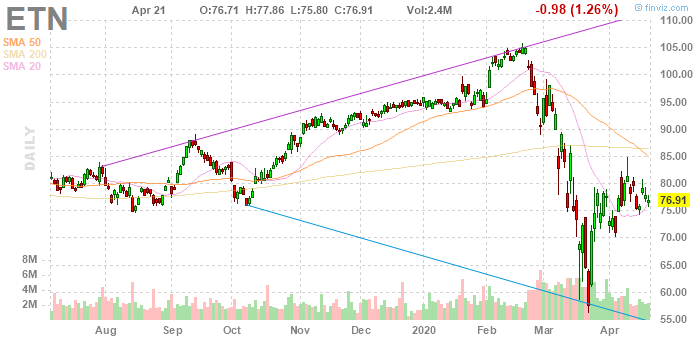 ETN
Apr 21 O:76.71 H:77.86 L:75.80 C:76.91 Vol:2.4M -0.98 (1.26%)
© finviz.com
SMA 50
SMA 200
SMA 20
DAILY
110.00
105.00
100.00
95.00
90.00
85.00
80.00
76.91
75.00
70.00
65.00
60.00
55.00
8M
6M
4M
2M
Aug Sep Oct Nov Dec 2020 Feb Mar Apr